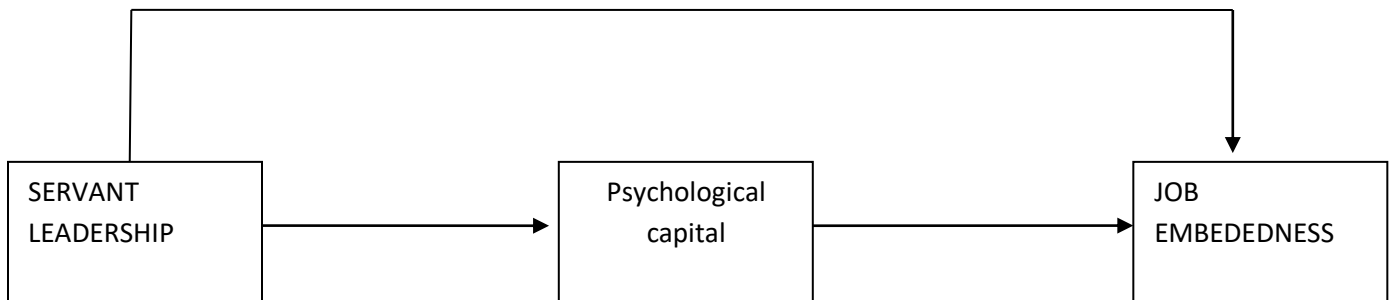 SERVANT
LEADERSHIP
Psychological
capital
JOB
EMBEDEDNESS